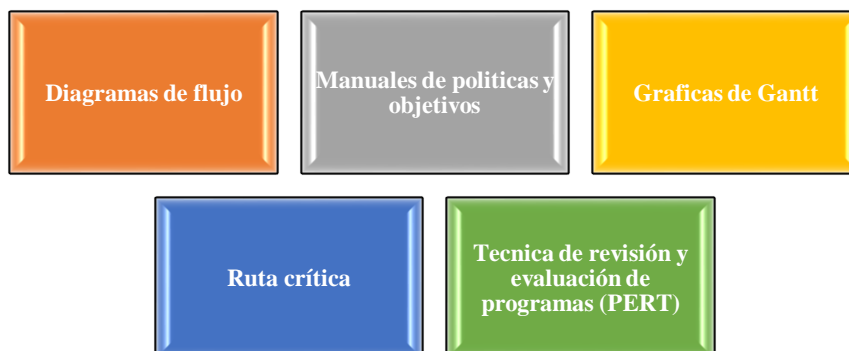 Diagramas de flujo
Manuales de politicas y
objetivos
Graficas de Gantt
Ruta crítica
Tecnica de revisión y
evaluación de
programas (PERT)